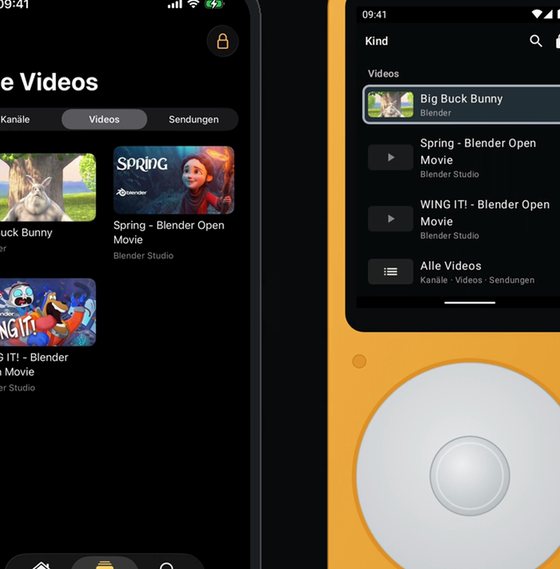 09:41
e Videos
Kanäle
Videos
Sendungen
uck Bunny
er
SPRING
blender
Spring - Blender Open
Movie
Blender Studio
NG IT!
G IT! - Blender
n Movie
er Studio
09:41
Kind
Videos
Big Buck Bunny
Blender
Spring - Blender Open
Movie
Blender Studio
WING IT! - Blender Open
Movie
Blender Studio
Alle Videos
Kanäle · Videos · Sendungen